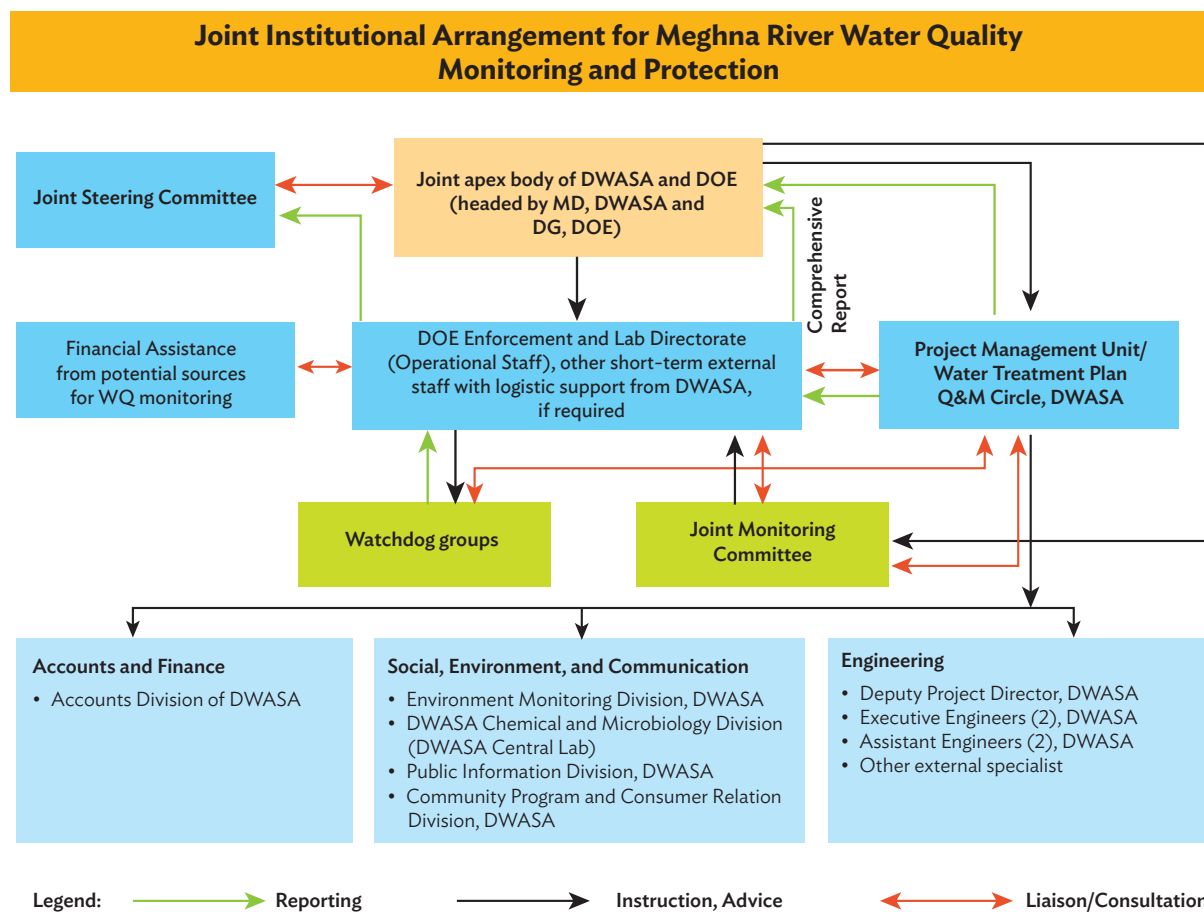 Joint Institutional Arrangement for Meghna River Water Quality
Monitoring and Protection
Joint Steering Committee
Joint apex body of DWASA and DOE
(headed by MD, DWASA and
DG, DOE)
Comprehensive
Report
Financial Assistance
from potential sources
for WQ monitoring
DOE Enforcement and Lab Directorate
(Operational Staff), other short-term external
staff with logistic support from DWASA,
if required
Project Management Unit/
Water Treatment Plan
Q&M Circle, DWASA
Watchdog groups
Joint Monitoring
Committee
Accounts and Finance
• Accounts Division of DWASA
Social, Environment, and Communication
• Environment Monitoring Division, DWASA
• DWASA Chemical and Microbiology Division
(DWASA Central Lab)
• Public Information Division, DWASA
• Community Program and Consumer Relation
Division, DWASA
Engineering
• Deputy Project Director, DWASA
• Executive Engineers (2), DWASA
• Assistant Engineers (2), DWASA
• Other external specialist
Legend:
Reporting
Instruction, Advice
Liaison/Consultation